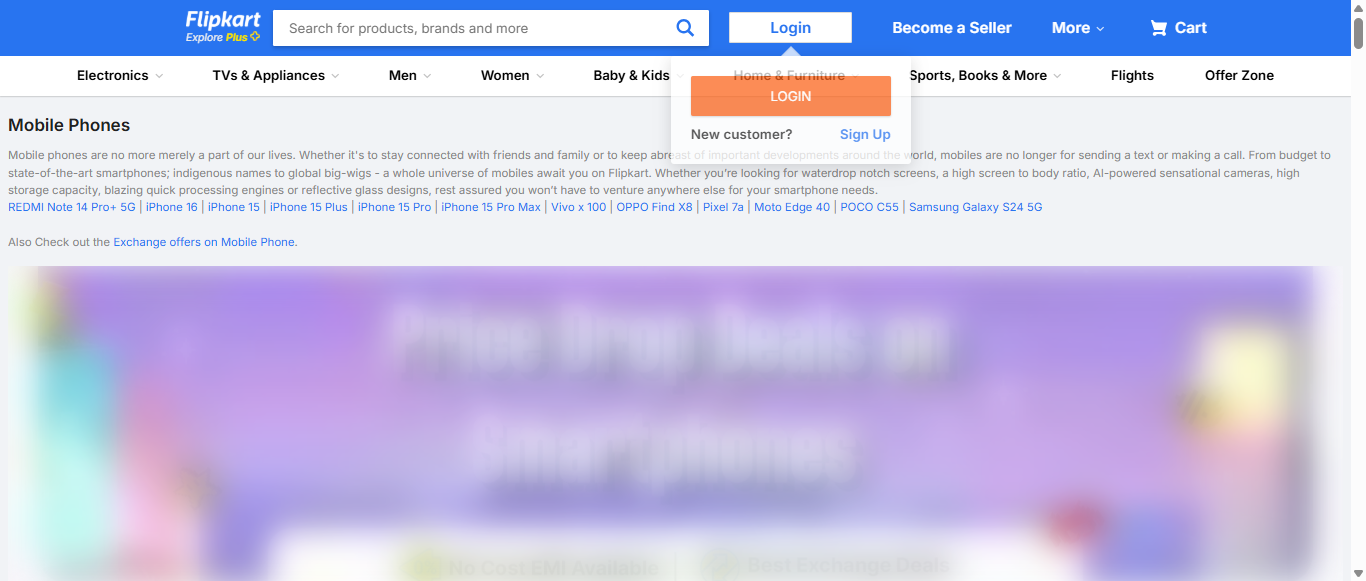 Flipkart
Explore Plus
Search for products, brands and more
Login
Become a Seller
More
Cart
Electronics
TVs & Appliances
Men
Women
Baby & Kids
Home & Furniture
Sports, Books & More
Flights
Offer Zone
LOGIN
New customer?
Sign Up
Mobile Phones
Mobile phones are no more merely a part of our lives. Whether it's to stay connected with friends and family or to keep abreast of important developments around the world, mobiles are no longer for sending a text or making a call. From budget to
state-of-the-art smartphones; indigenous names to global big-wigs - a whole universe of mobiles await you on Flipkart. Whether you're looking for waterdrop notch screens, a high screen to body ratio, AI-powered sensational cameras, high
storage capacity, blazing quick processing engines or reflective glass designs, rest assured you won't have to venture anywhere else for your smartphone needs.
REDMI Note 14 Pro+ 5G | iPhone 16 | iPhone 15 | iPhone 15 Plus | iPhone 15 Pro | iPhone 15 Pro Max | Vivo x 100 | OPPO Find X8 | Pixel 7a | Moto Edge 40 | POCO C55 | Samsung Galaxy S24 5G
Also Check out the Exchange offers on Mobile Phone.
Price Drop Deals on
Smartphones
No Cost EMI Available
Best Exchange Deals